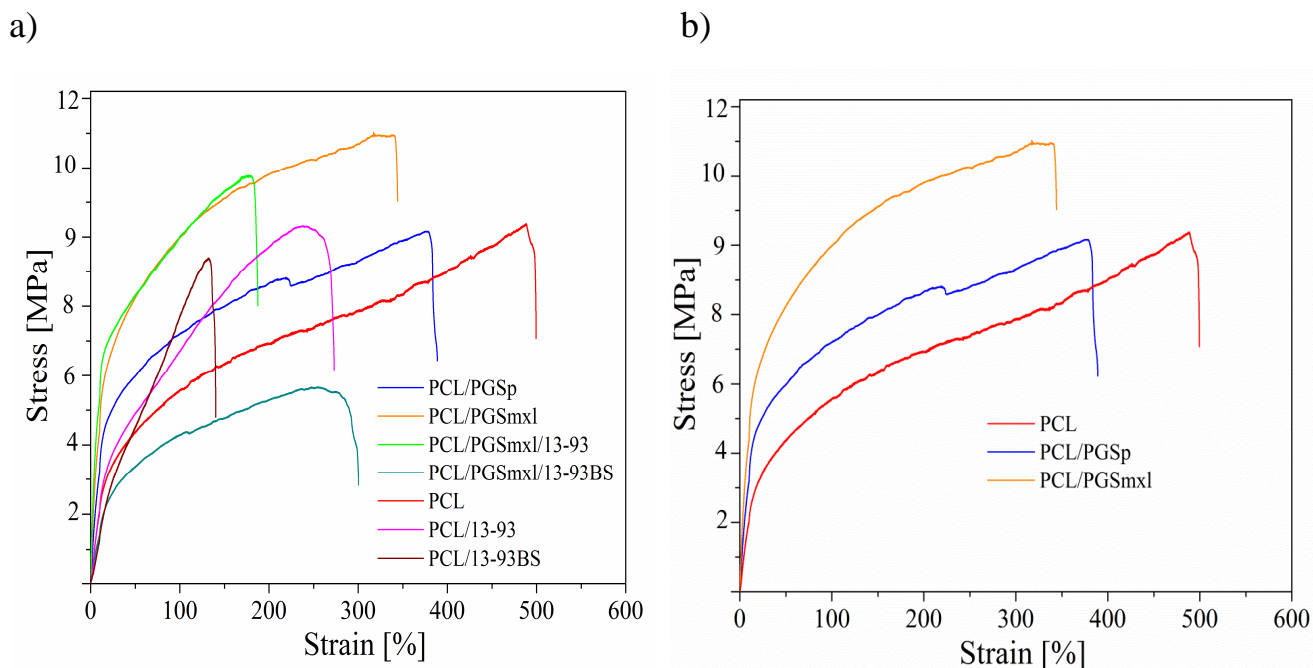 a)
b)
12
10
9
8
6
4
2
0
100
200
300
400
500
600
Stress [MPa]
Strain [%]
PCL/PGSp
PCL/PGSmxl
PCL/PGSmxl/13-93
PCL/PGSmxl/13-93BS
PCL
PCL/13-93
PCL/13-93BS
12
10
9
8
6
4
2
0
100
200
300
400
500
600
Stress [MPa]
Strain [%]
PCL
PCL/PGSp
PCL/PGSmxl